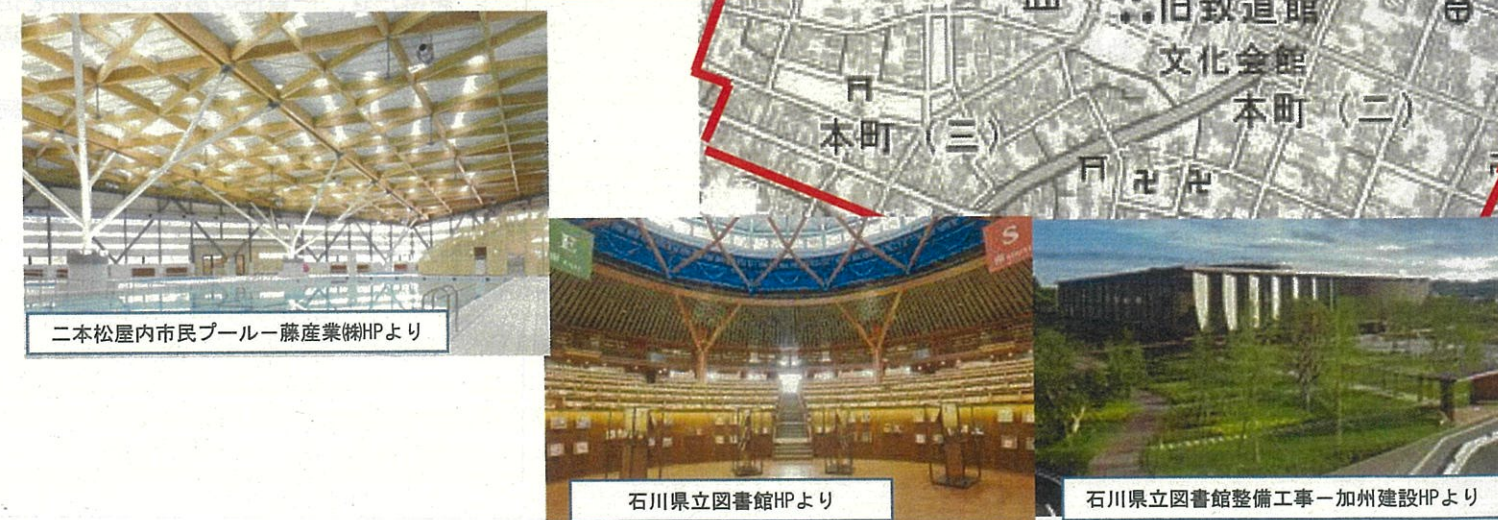 旧致道館
文化会館
本町（二）
本町（三）
二本松屋内市民プールー藤産業㈱HPより
E
S
石川県立図書館HPより
石川県立図書館整備工事ー加州建設HPより